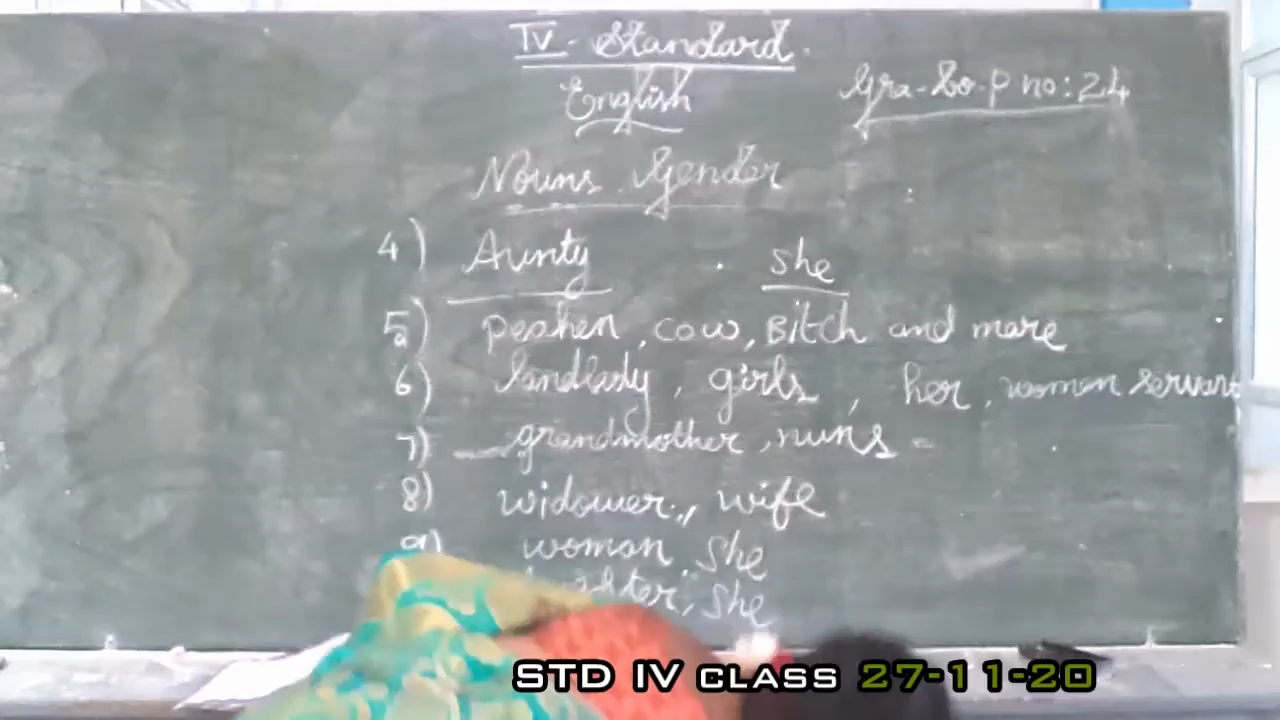 IV - Standard.
English
Gra-Bo-P no: 24
Nouns Gender
4) Aunty she
5) peahen, cow, Bitch and mare
6) landlady, girls, her, women servant
7) grandmother, nuns
8) widower, wife
9) woman, she
she
STD IV CLASS 27-11-20